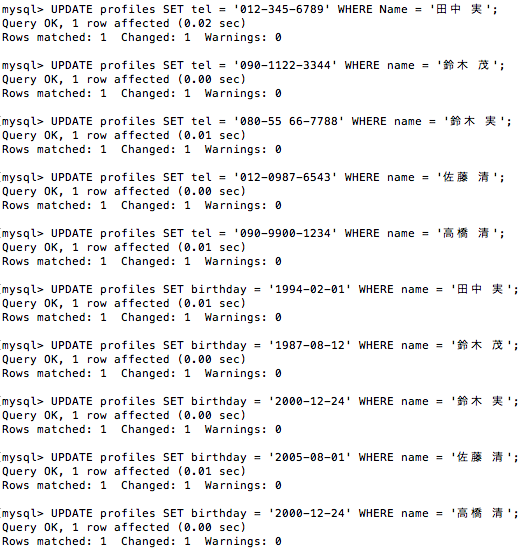 mysql> UPDATE profiles SET tel = '012-345-6789' WHERE Name = '田中 実';
Query OK, 1 row affected (0.02 sec)
Rows matched: 1  Changed: 1  Warnings: 0
[mysql> UPDATE profiles SET tel = '090-1122-3344' WHERE name = '鈴木 茂';
Query OK, 1 row affected (0.00 sec)
Rows matched: 1  Changed: 1  Warnings: 0
[mysql> UPDATE profiles SET tel = '080-55 66-7788' WHERE name = '鈴木 実';
Query OK, 1 row affected (0.01 sec)
Rows matched: 1  Changed: 1  Warnings: 0
[mysql> UPDATE profiles SET tel = '012-0987-6543' WHERE name = '佐藤 清';
Query OK, 1 row affected (0.00 sec)
Rows matched: 1  Changed: 1  Warnings: 0
[mysql> UPDATE profiles SET tel = '090-9900-1234' WHERE name = '高橋 清';
Query OK, 1 row affected (0.01 sec)
Rows matched: 1  Changed: 1  Warnings: 0
[mysql> UPDATE profiles SET birthday = '1994-02-01' WHERE name = '田中 実';
Query OK, 1 row affected (0.01 sec)
Rows matched: 1  Changed: 1  Warnings: 0
[mysql> UPDATE profiles SET birthday = '1987-08-12' WHERE name = '鈴木 茂';
Query OK, 1 row affected (0.00 sec)
Rows matched: 1  Changed: 1  Warnings: 0
[mysql> UPDATE profiles SET birthday = '2000-12-24' WHERE name = '鈴木 実';
Query OK, 1 row affected (0.00 sec)
Rows matched: 1  Changed: 1  Warnings: 0
[mysql> UPDATE profiles SET birthday = '2005-08-01' WHERE name = '佐藤 清';
Query OK, 1 row affected (0.01 sec)
Rows matched: 1  Changed: 1  Warnings: 0
[mysql> UPDATE profiles SET birthday = '2000-12-24' WHERE name = '高橋 清';
Query OK, 1 row affected (0.00 sec)
Rows matched: 1  Changed: 1  Warnings: 0